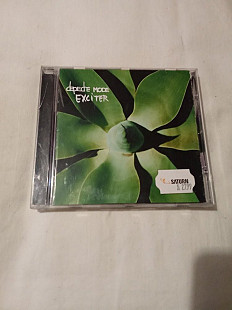 depeche MODE
EXCITER
SATURN